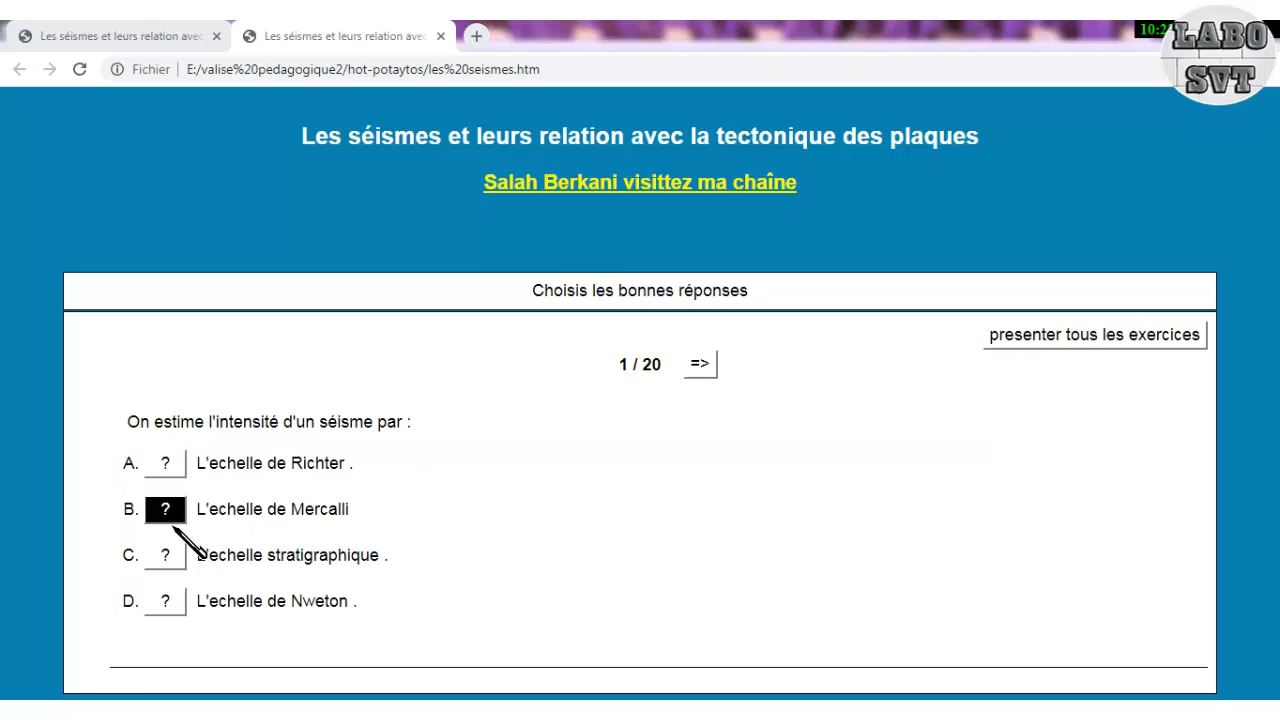 Les séismes et leurs relation avec
Les séismes et leurs relation avec
10:2
LABO
SVT
Fichier
E:/valise%20pedagogique2/hot-potaytos/les%20seismes.htm
Les séismes et leurs relation avec la tectonique des plaques
Salah Berkani visittez ma chaîne
Choisis les bonnes réponses
presenter tous les exercices
1 / 20 =>
On estime l'intensité d'un séisme par :
A. ? L'echelle de Richter .
B. ? L'echelle de Mercalli
C. ? L'echelle stratigraphique .
D. ? L'echelle de Nweton .